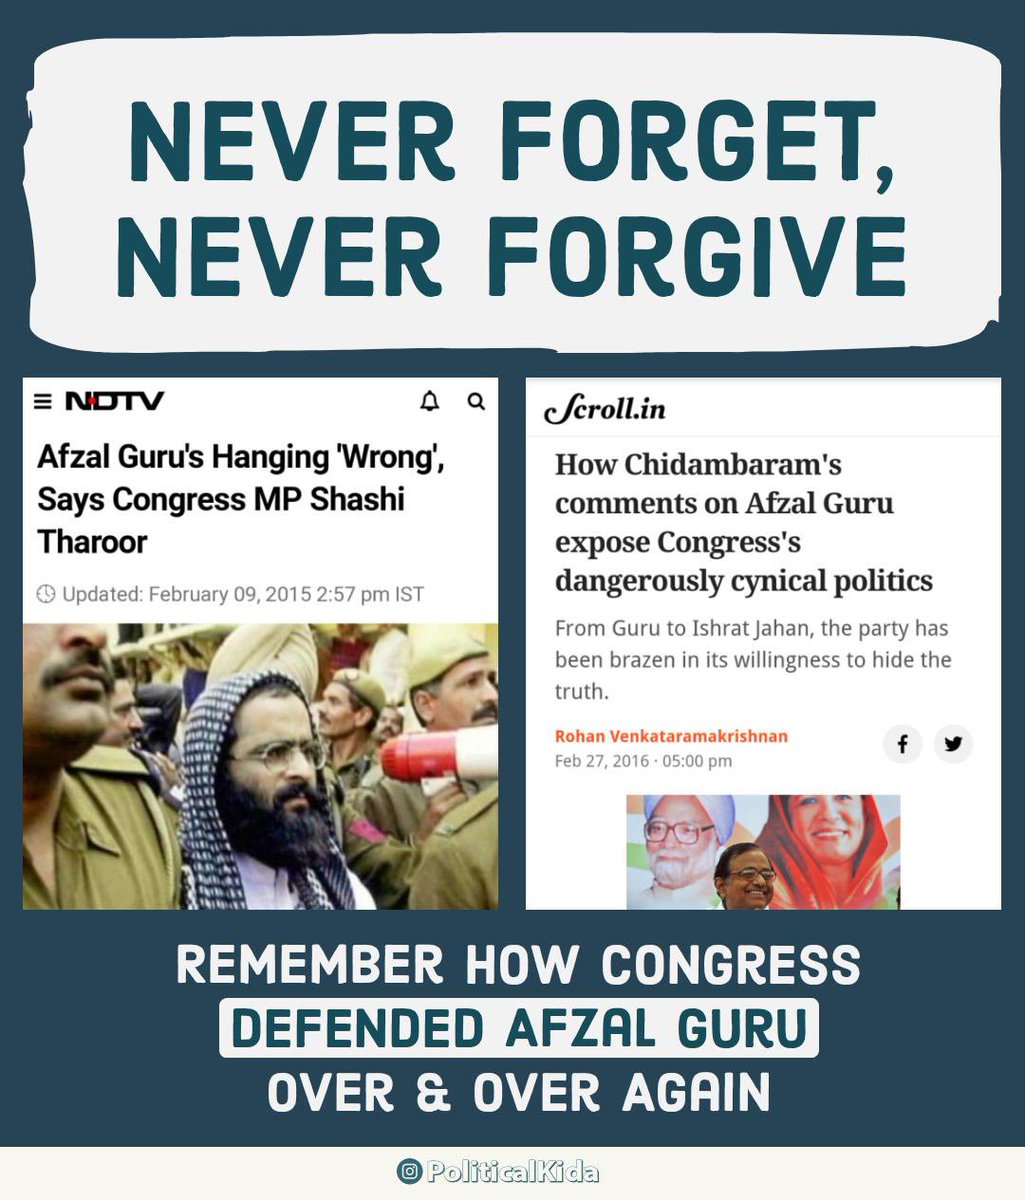 NEVER FORGET,
NEVER FORGIVE
NDTV
Afzal Guru's Hanging 'Wrong',
Says Congress MP Shashi
Tharoor
Updated: February 09, 2015 2:57 pm IST
Scroll.in
How Chidambaram's
comments on Afzal Guru
expose Congress's
dangerously cynical politics
From Guru to Ishrat Jahan, the party has
been brazen in its willingness to hide the
truth.
Rohan Venkataramakrishnan
Feb 27, 2016 · 05:00 pm
REMEMBER HOW CONGRESS
DEFENDED AFZAL GURU
OVER & OVER AGAIN
PoliticalKida